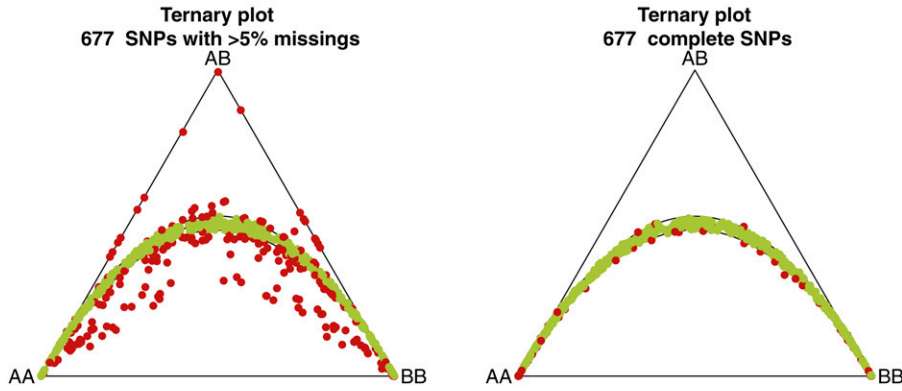 Ternary plot
677 SNPs with >5% missings
AB
AA
BB
Ternary plot
677 complete SNPs
AB
AA
BB